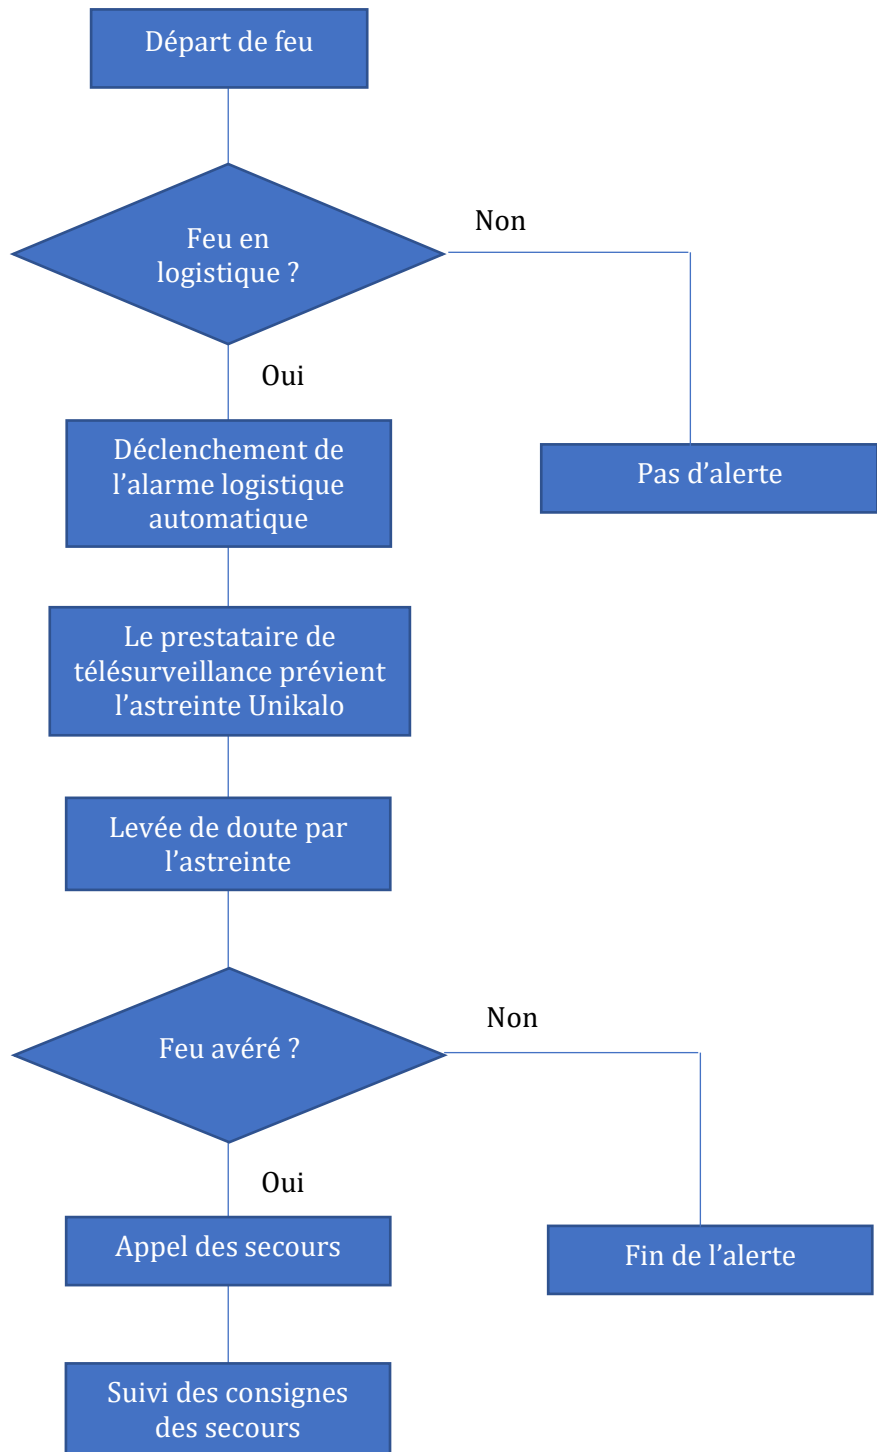 Départ de feu
Feu en
logistique ?
Non
Oui
Déclenchement de
l’alarme logistique
automatique
Pas d’alerte
Le prestataire de
télésurveillance prévient
l’astreinte Unikalo
Levée de doute par
l’astreinte
Feu avéré ?
Non
Oui
Appel des secours
Fin de l’alerte
Suivi des consignes
des secours